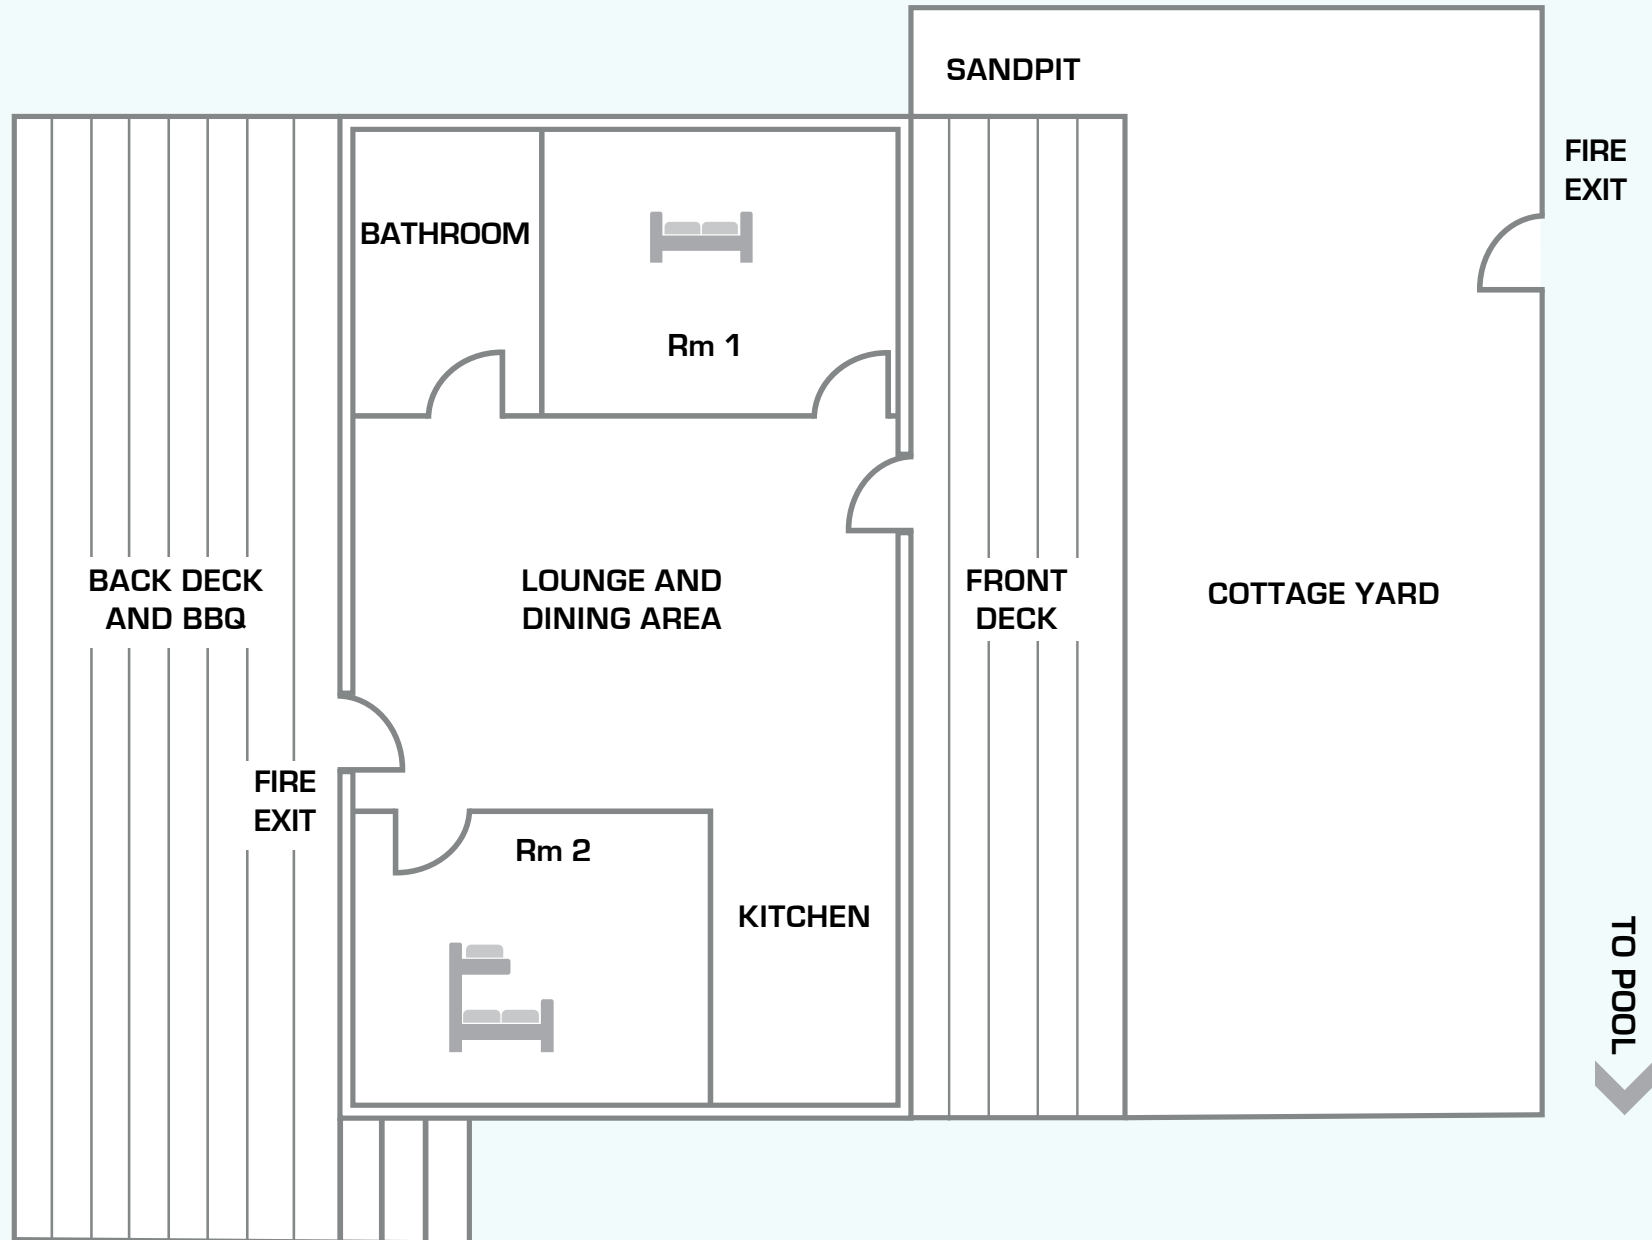 SANDPIT
FIRE
EXIT
BATHROOM
Rm 1
BACK DECK
AND BBQ
LOUNGE AND
DINING AREA
FRONT
DECK
COTTAGE YARD
FIRE
EXIT
Rm 2
KITCHEN
TO POOL